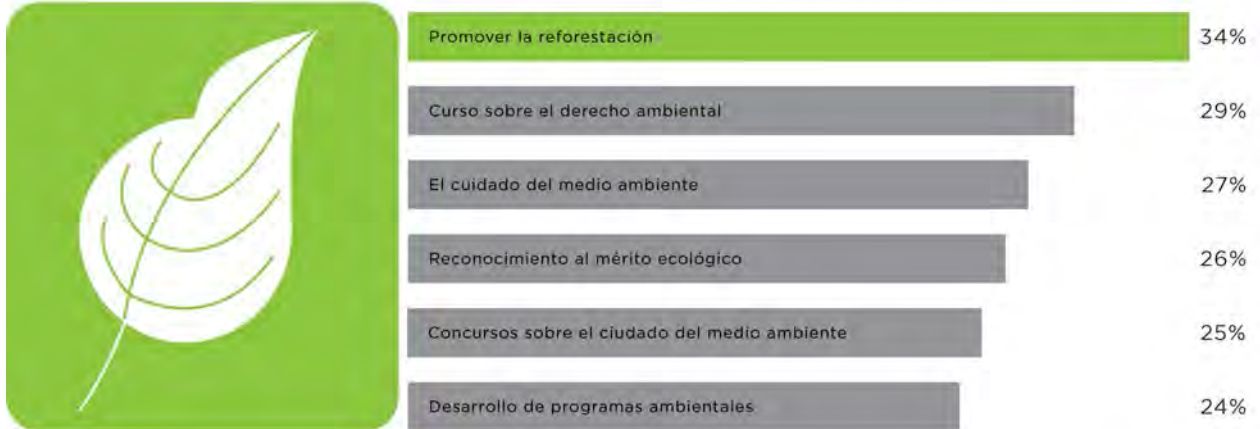 Promover la reforestación 34%
Curso sobre el derecho ambiental 29%
El cuidado del medio ambiente 27%
Reconocimiento al mérito ecológico 26%
Concursos sobre el ciudado del medio ambiente 25%
Desarrollo de programas ambientales 24%